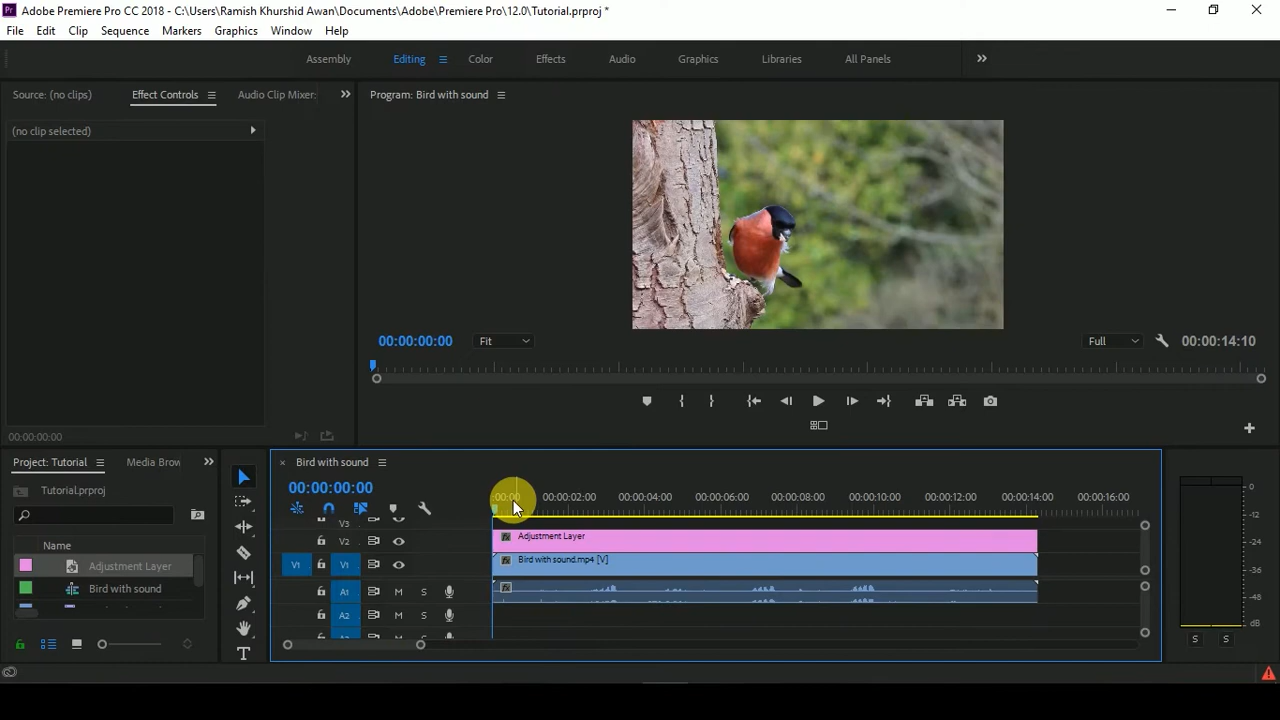 Adobe Premiere Pro CC 2018 - C:\Users\Ramish Khurshid Awan\Documents\Adobe\Premiere Pro\12.0\Tutorial.prproj *
File Edit Clip Sequence Markers Graphics Window Help
Assembly Editing Color Effects Audio Graphics Libraries All Panels
Source: (no clips) Effect Controls Audio Clip Mixer: Program: Bird with sound
(no clip selected)
00:00:00:00 Fit Full 00:00:14:10
00:00:00:00
Project: Tutorial Media Brow Bird with sound
Tutorial.prproj 00:00:00:00
:00:00 00:00:02:00 00:00:04:00 00:00:06:00 00:00:08:00 00:00:10:00 00:00:12:00 00:00:14:00 00:00:16:00
V3
Name V2 Adjustment Layer
Adjustment Layer V1 V1 Bird with sound.mp4 [V]
Bird with sound A1 M S
A2 M S
0
-12
-24
-36
-48
dB
S S